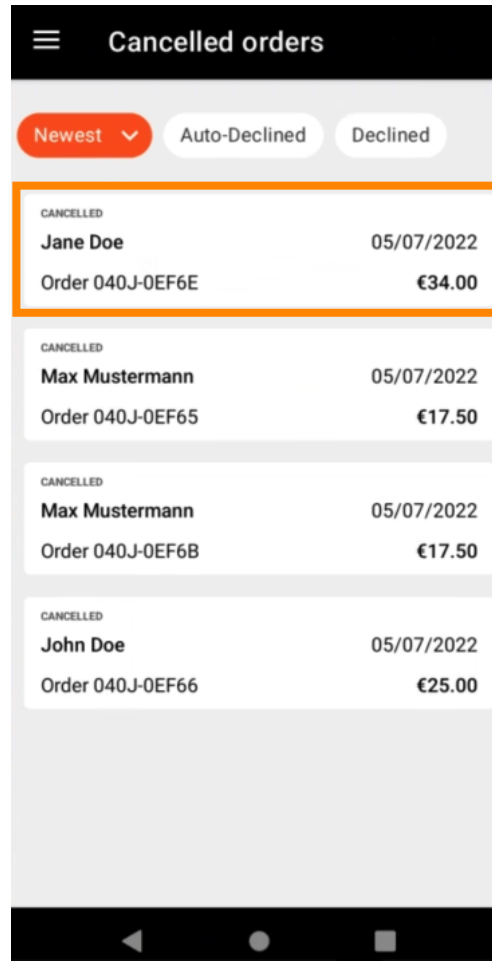 Cancelled orders
Newest Auto-Declined Declined
CANCELLED
Jane Doe 05/07/2022
Order 040J-0EF6E €34.00
CANCELLED
Max Mustermann 05/07/2022
Order 040J-0EF65 €17.50
CANCELLED
Max Mustermann 05/07/2022
Order 040J-0EF6B €17.50
CANCELLED
John Doe 05/07/2022
Order 040J-0EF66 €25.00